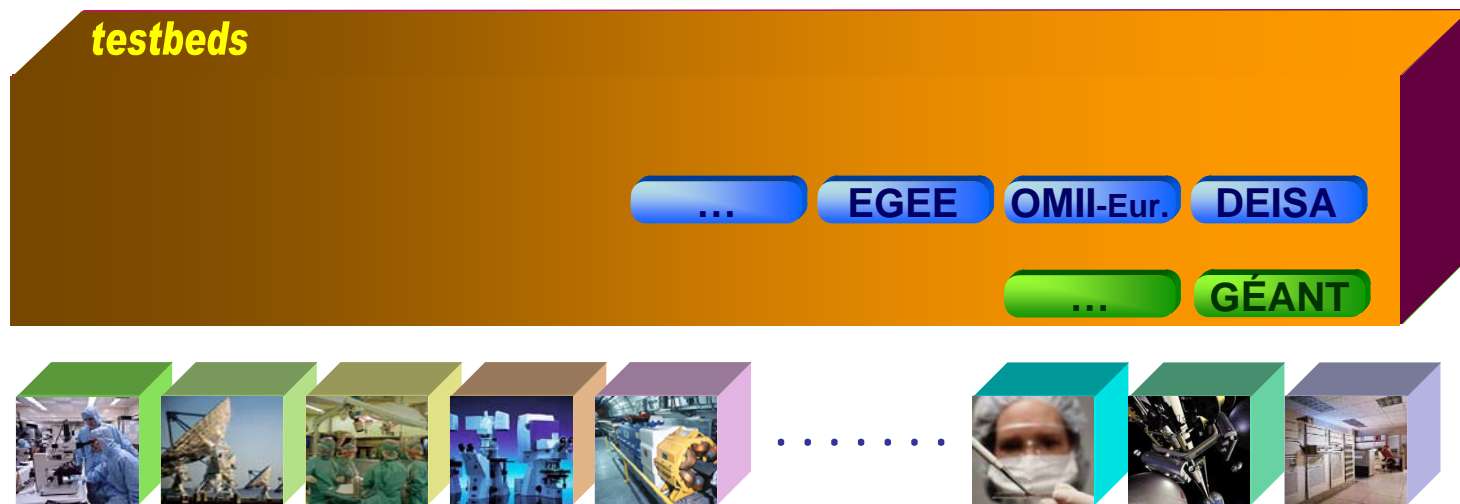 testbeds
… EGEE OMII-Eur. DEISA
… GÉANT
. . . . . . .